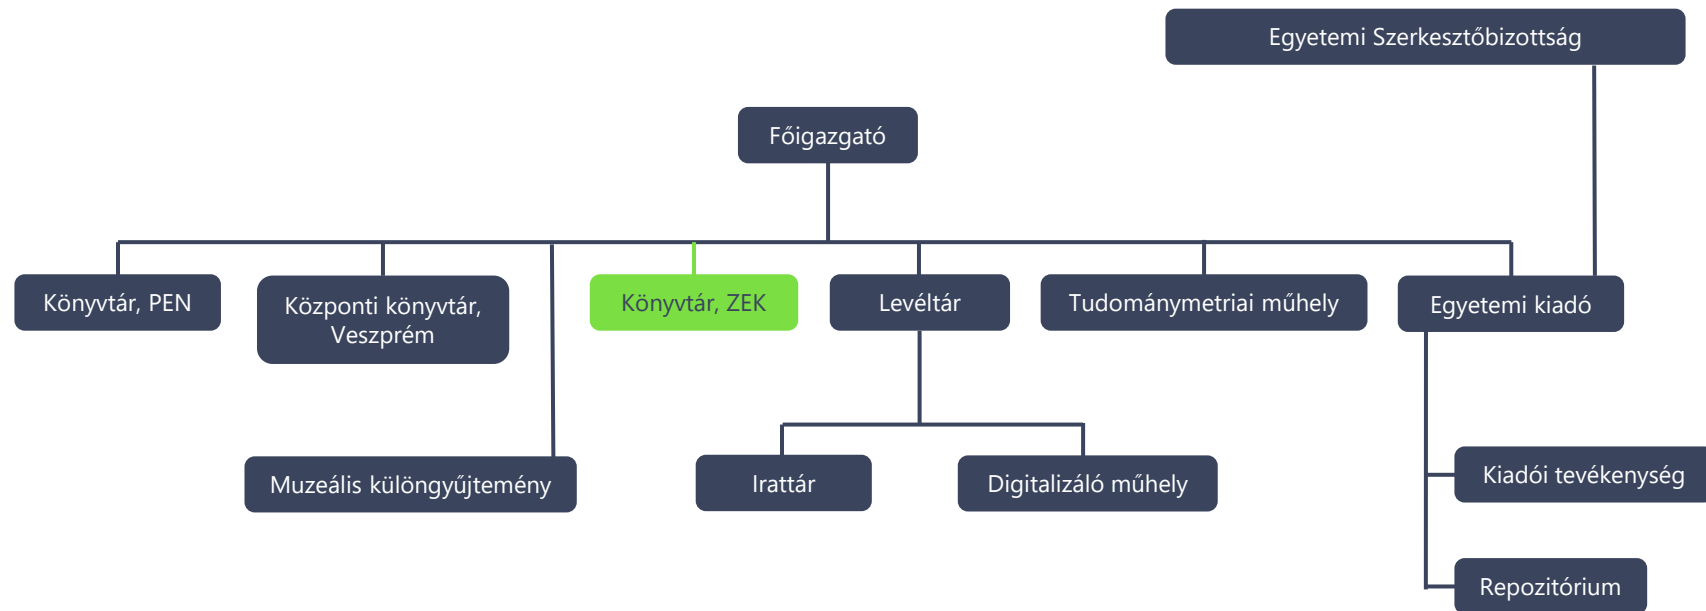 Egyetemi Szerkesztőbizottság
Főigazgató
Könyvtár, PEN
Központi könyvtár,
Veszprém
Könyvtár, ZEK
Levéltár
Tudománymetriai műhely
Egyetemi kiadó
Muzeális különgyűjtemény
Irattár
Digitalizáló műhely
Kiadói tevékenység
Repozitórium